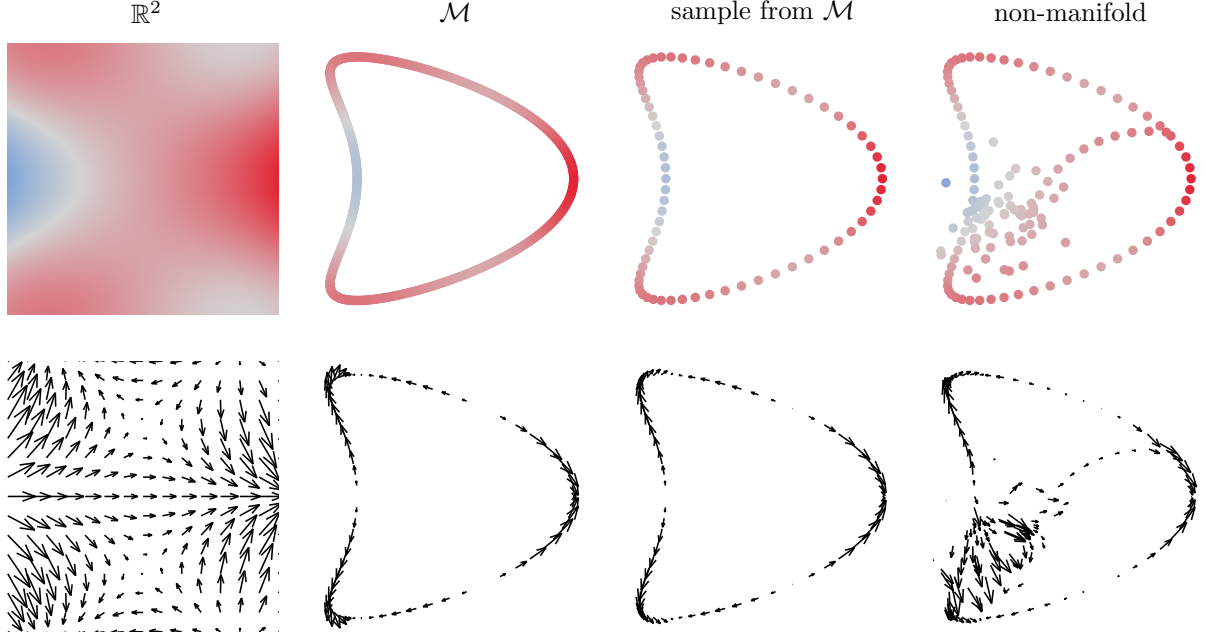 ℝ² ℳ sample from ℳ non-manifold